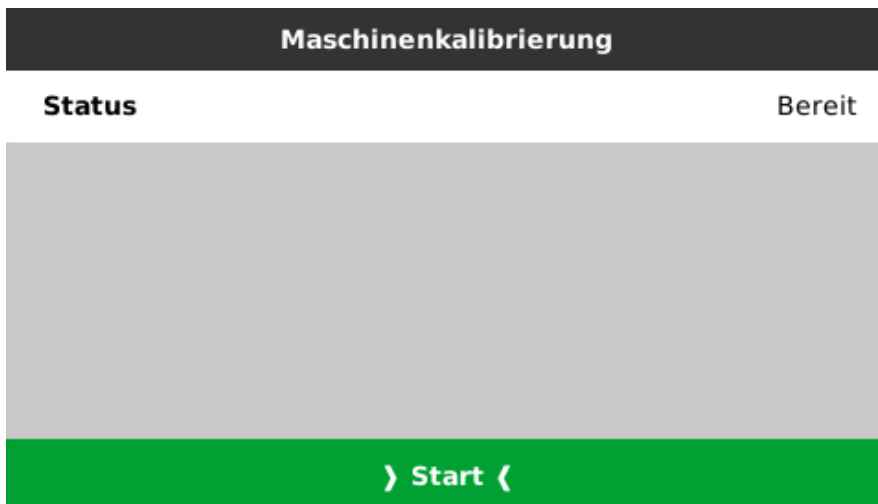 Maschinenkalibrierung
Status Bereit
❩ Start ❨